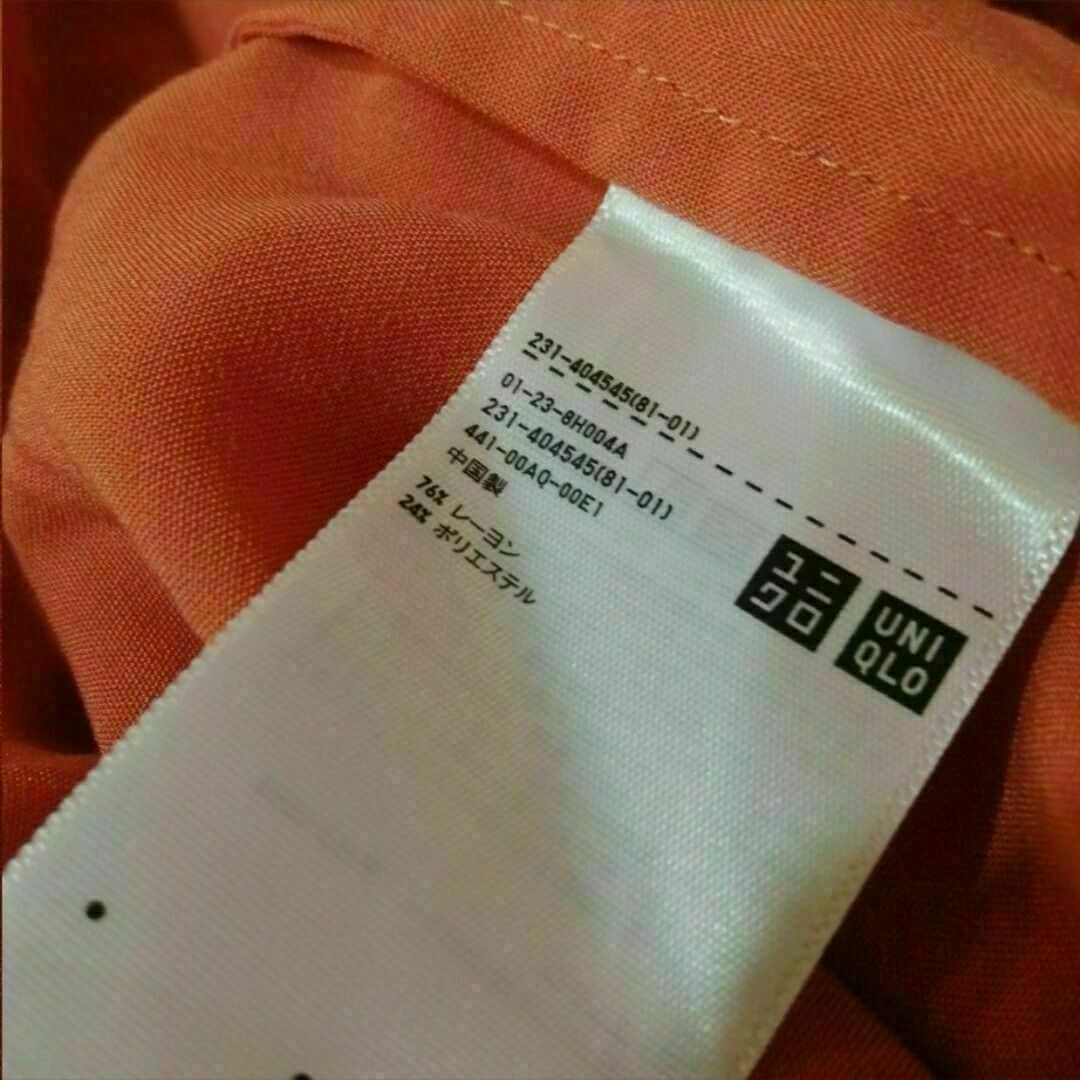 231-404545(81-01)
01-23-8H004A
231-404545(81-01)
441-00A0-00E1
中国製
76% レーヨン
24% ポリエステル
ユニ
クロ
UNI
QLO